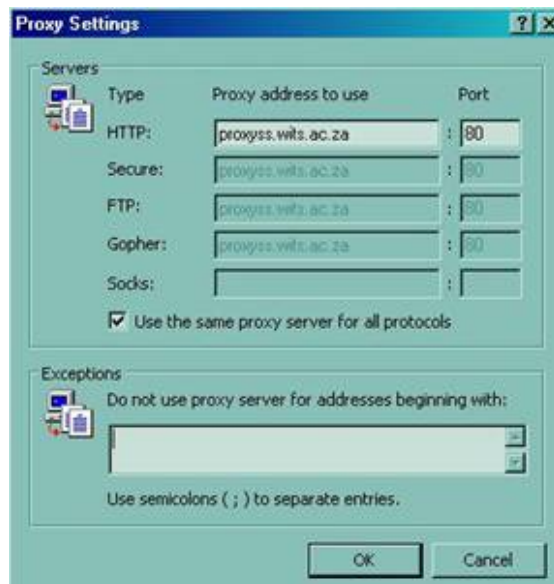 Proxy Settings
Servers
Type Proxy address to use Port
HTTP: proxyss.wits.ac.za : 80
Secure: proxyss.wits.ac.za : 80
FTP: proxyss.wits.ac.za : 80
Gopher: proxyss.wits.ac.za : 80
Socks: :
Use the same proxy server for all protocols
Exceptions
Do not use proxy server for addresses beginning with:
Use semicolons ( ; ) to separate entries.
OK Cancel